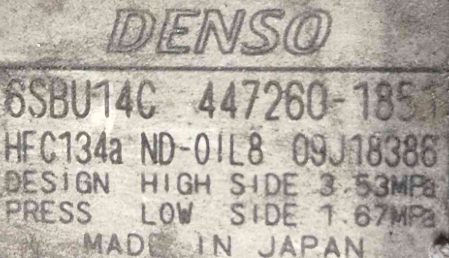 DENSO
6SBU14C 447260-1851
HFC134a ND-OIL8 09J18386
DESIGN HIGH SIDE 3.53MPa
PRESS LOW SIDE 1.67MPa
MADE IN JAPAN